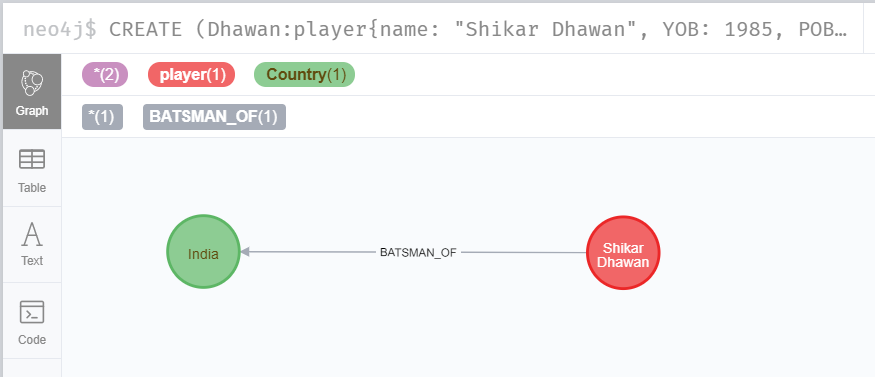 neo4j$ CREATE (Dhawan:player{name: "Shikar Dhawan", YOB: 1985, POB…
*(2) player(1) Country(1)
Graph
*(1) BATSMAN_OF(1)
Table
Text
Code
India
BATSMAN_OF
Shikar
Dhawan